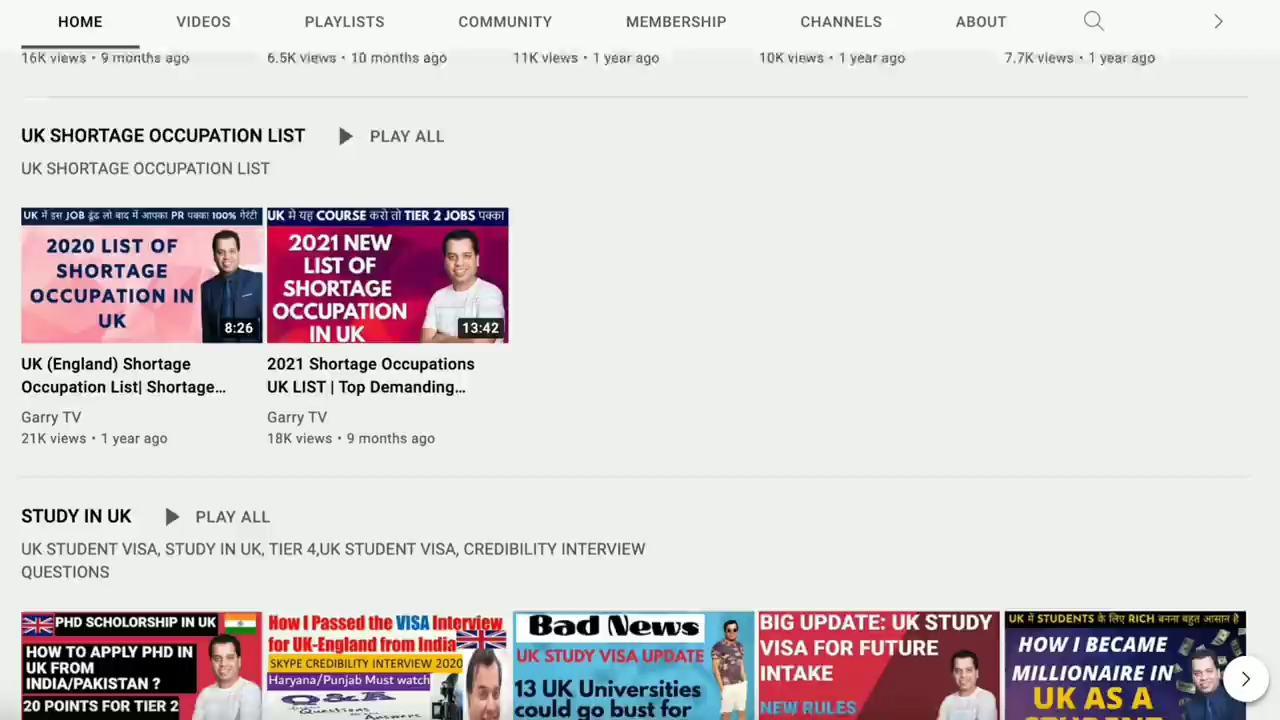 HOME VIDEOS PLAYLISTS COMMUNITY MEMBERSHIP CHANNELS ABOUT
16K views • 9 months ago 6.5K views • 10 months ago 11K views • 1 year ago 10K views • 1 year ago 7.7K views • 1 year ago
UK SHORTAGE OCCUPATION LIST PLAY ALL
UK SHORTAGE OCCUPATION LIST
UK में इस JOB ढूंढ लो बाद में आपका PR पक्का 100% गेरंटी
2020 LIST OF
SHORTAGE
OCCUPATION IN
UK
8:26
UK मे यह COURSE करो तो TIER 2 JOBS पक्का
2021 NEW
LIST OF
SHORTAGE
OCCUPATION
IN UK
13:42
UK (England) Shortage
Occupation List| Shortage...
Garry TV
21K views • 1 year ago
2021 Shortage Occupations
UK LIST | Top Demanding...
Garry TV
18K views • 9 months ago
STUDY IN UK PLAY ALL
UK STUDENT VISA, STUDY IN UK, TIER 4,UK STUDENT VISA, CREDIBILITY INTERVIEW
QUESTIONS
PHD SCHOLORSHIP IN UK
HOW TO APPLY PHD IN
UK FROM
INDIA/PAKISTAN ?
20 POINTS FOR TIER 2
How I Passed the VISA Interview
for UK-England from India
SKYPE CREDIBILITY INTERVIEW 2020
Haryana/Punjab Must watch
Q&A
Questions
Answers
Bad News
UK STUDY VISA UPDATE
13 UK Universities
could go bust for
BIG UPDATE: UK STUDY
VISA FOR FUTURE
INTAKE
NEW RULES
UK में STUDENTS के लिए RICH बनना बहुत आसान है
HOW I BECAME
MILLIONAIRE IN
UK AS A
STUDENT